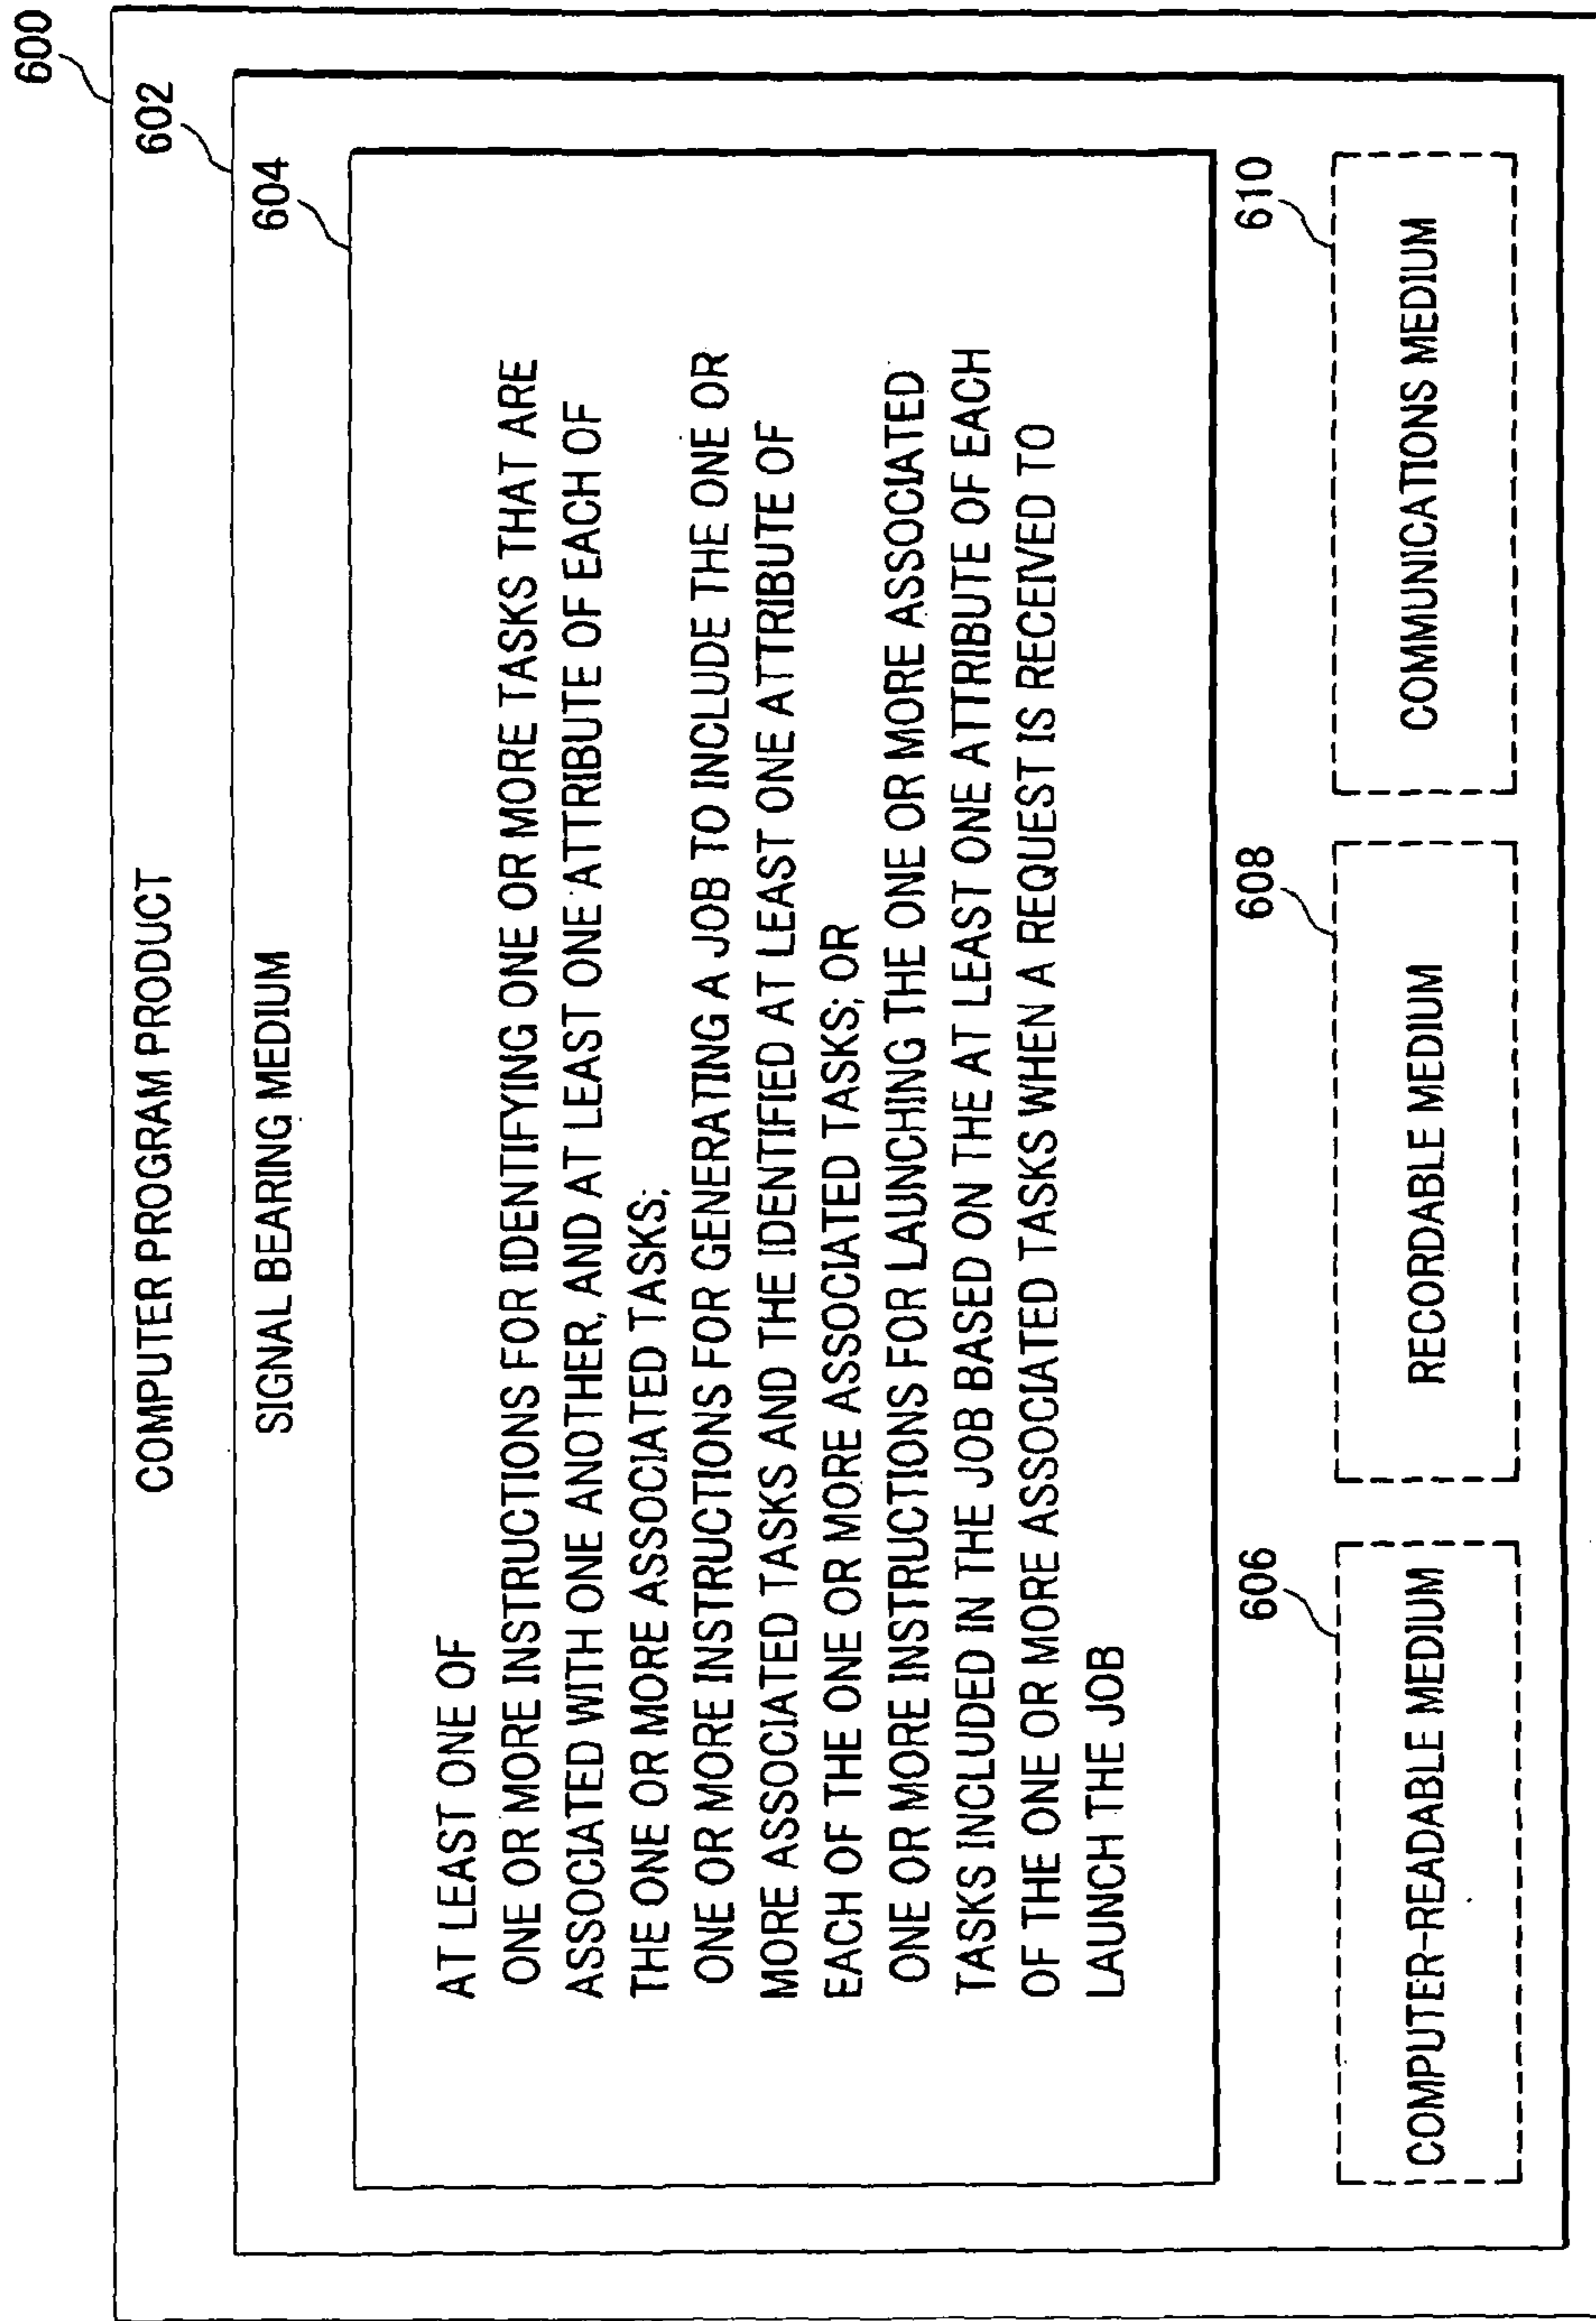 600
COMPUTER PROGRAM PRODUCT
602
SIGNAL BEARING MEDIUM
604
AT LEAST ONE OF
ONE OR MORE INSTRUCTIONS FOR IDENTIFYING ONE OR MORE TASKS THAT ARE
ASSOCIATED WITH ONE ANOTHER, AND AT LEAST ONE ATTRIBUTE OF EACH OF
THE ONE OR MORE ASSOCIATED TASKS;
ONE OR MORE INSTRUCTIONS FOR GENERATING A JOB TO INCLUDE THE ONE OR
MORE ASSOCIATED TASKS AND THE IDENTIFIED AT LEAST ONE ATTRIBUTE OF
EACH OF THE ONE OR MORE ASSOCIATED TASKS; OR
ONE OR MORE INSTRUCTIONS FOR LAUNCHING THE ONE OR MORE ASSOCIATED
TASKS INCLUDED IN THE JOB BASED ON THE AT LEAST ONE ATTRIBUTE OF EACH
OF THE ONE OR MORE ASSOCIATED TASKS WHEN A REQUEST IS RECEIVED TO
LAUNCH THE JOB
606
COMPUTER-READABLE MEDIUM
608
RECORDABLE MEDIUM
610
COMMUNICATIONS MEDIUM